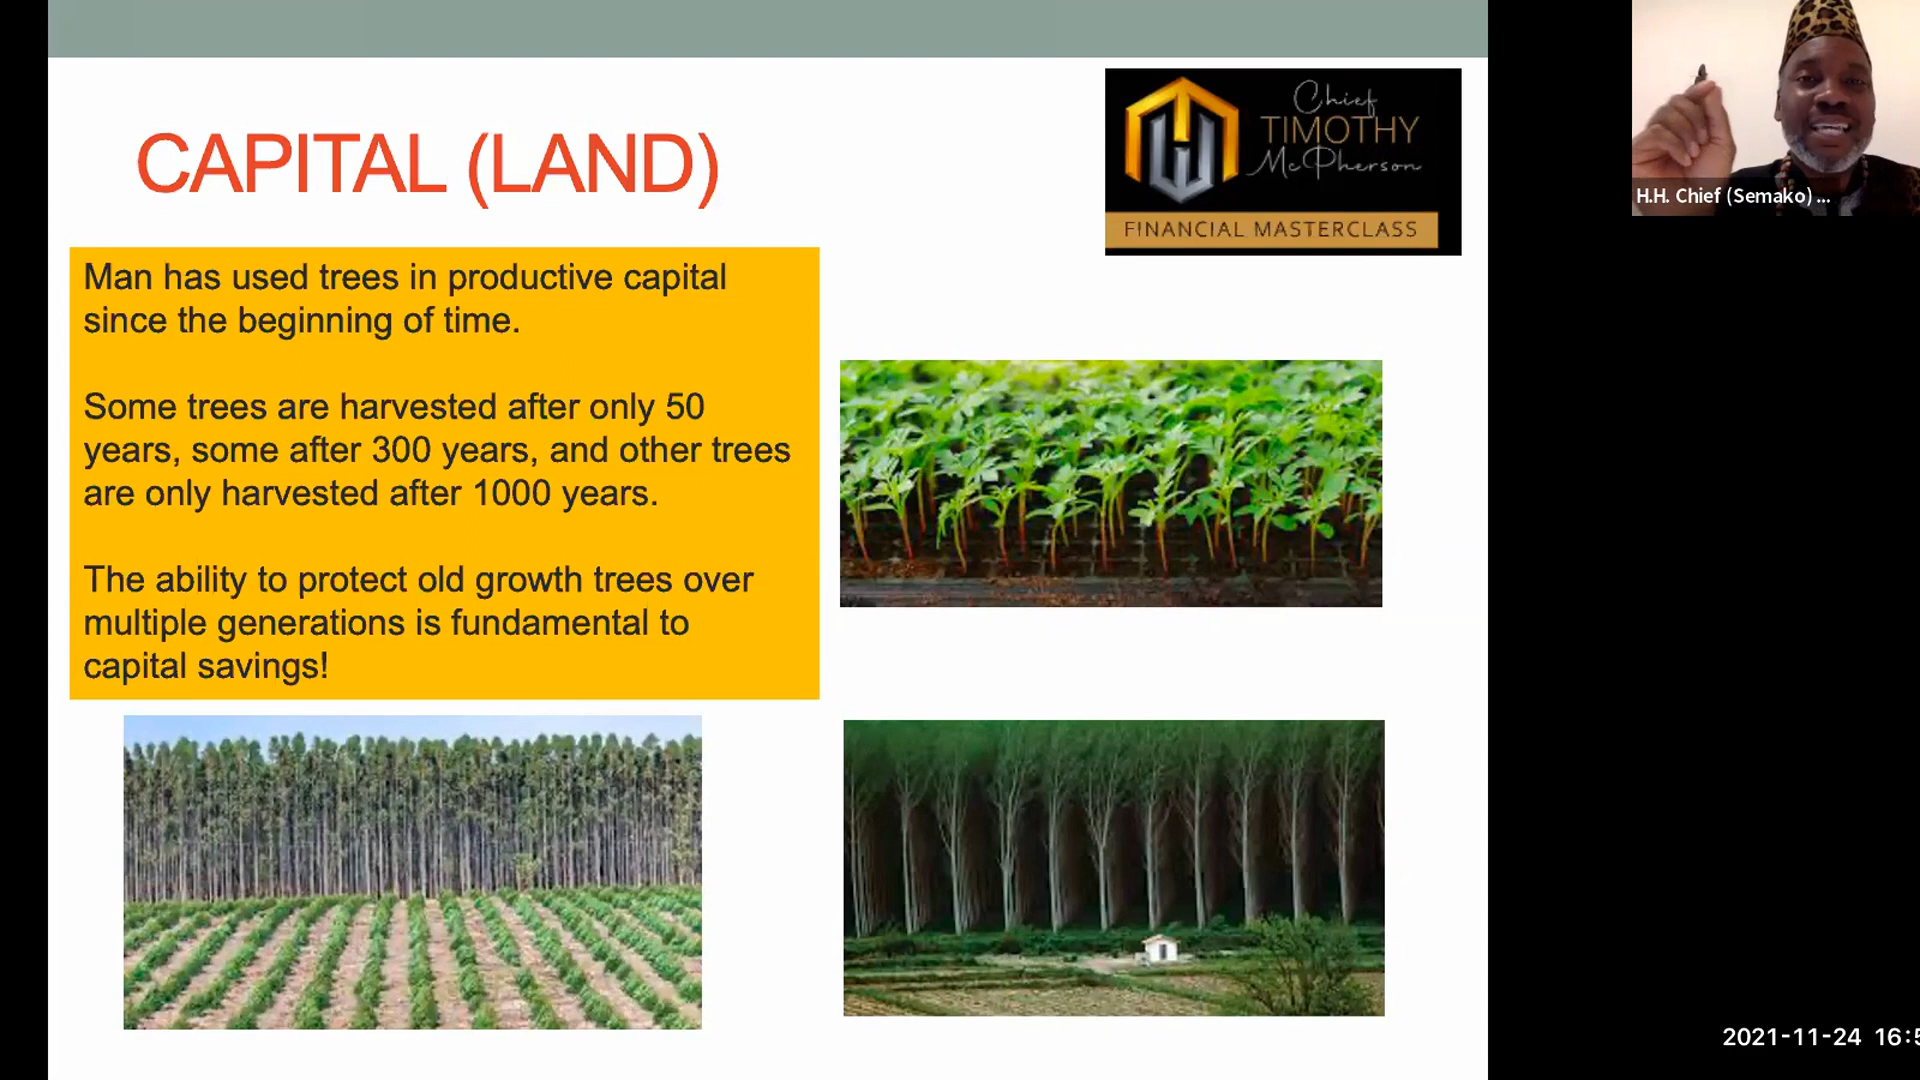 CAPITAL (LAND)
Chief
TIMOTHY
McPherson
FINANCIAL MASTERCLASS
H.H. Chief (Semako) ...
Man has used trees in productive capital
since the beginning of time.
Some trees are harvested after only 50
years, some after 300 years, and other trees
are only harvested after 1000 years.
The ability to protect old growth trees over
multiple generations is fundamental to
capital savings!
2021-11-24 16:5